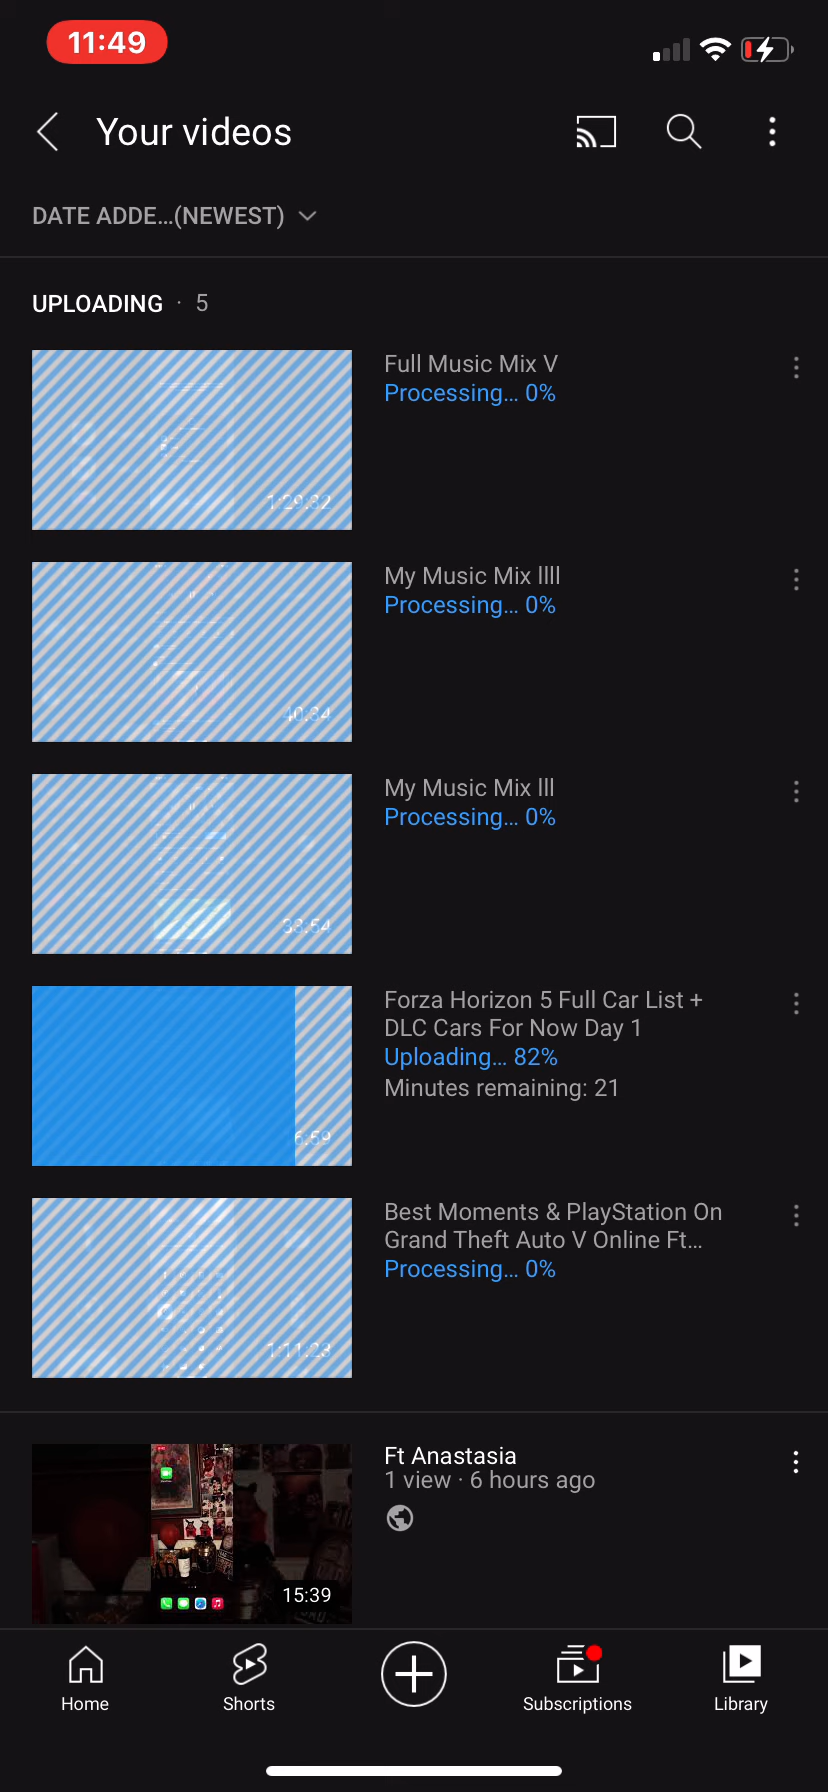 11:49
Your videos
DATE ADDE...(NEWEST)
UPLOADING · 5
Full Music Mix V
Processing... 0%
1:29:32
My Music Mix llll
Processing... 0%
40:34
My Music Mix lll
Processing... 0%
33:54
Forza Horizon 5 Full Car List +
DLC Cars For Now Day 1
Uploading... 82%
Minutes remaining: 21
6:59
Best Moments & PlayStation On
Grand Theft Auto V Online Ft...
Processing... 0%
1:11:23
Ft Anastasia
1 view · 6 hours ago
15:39
Home
Shorts
Subscriptions
Library